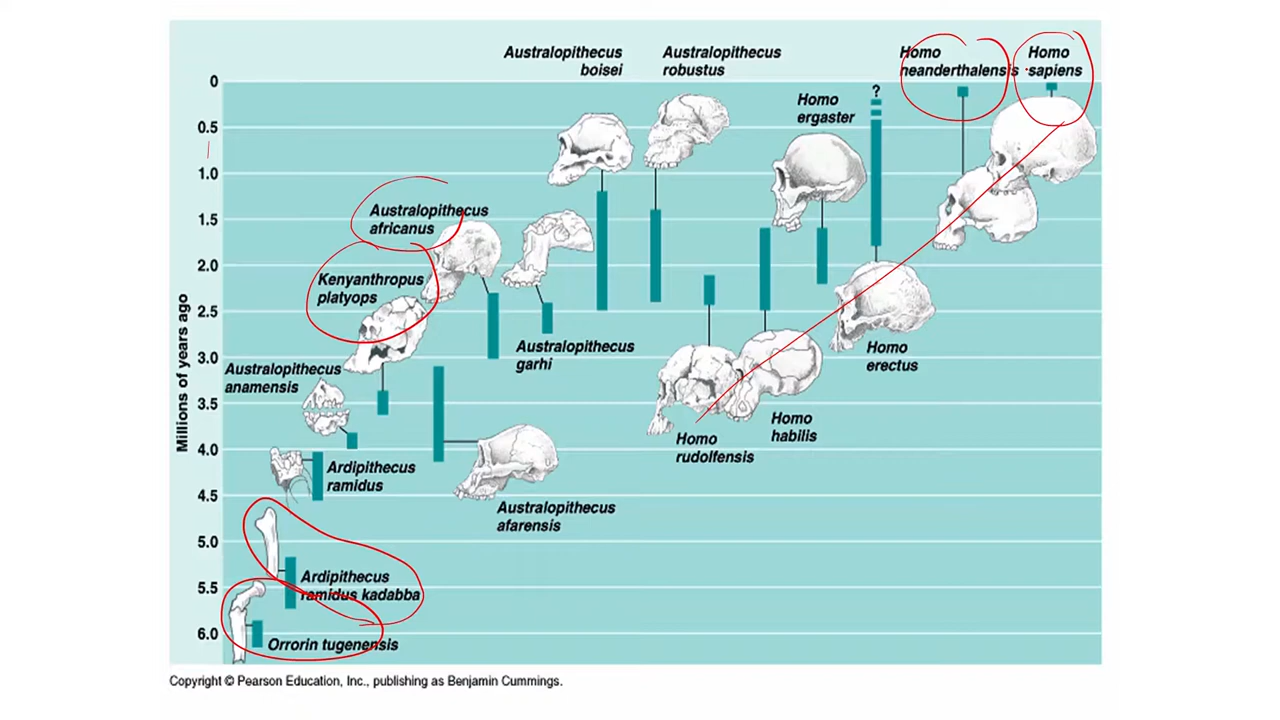 Australopithecus
boisei
Australopithecus
robustus
Homo
neanderthalensis
Homo
sapiens
0
?
Homo
ergaster
0.5
1.0
Australopithecus
africanus
1.5
2.0
Kenyanthropus
platyops
2.5
Australopithecus
garhi
Homo
erectus
3.0
Australopithecus
anamensis
3.5
Homo
habilis
Homo
rudolfensis
4.0
Ardipithecus
ramidus
4.5
Australopithecus
afarensis
5.0
Ardipithecus
ramidus kadabba
5.5
6.0
Orrorin tugenensis
Millions of years ago
Copyright © Pearson Education, Inc., publishing as Benjamin Cummings.